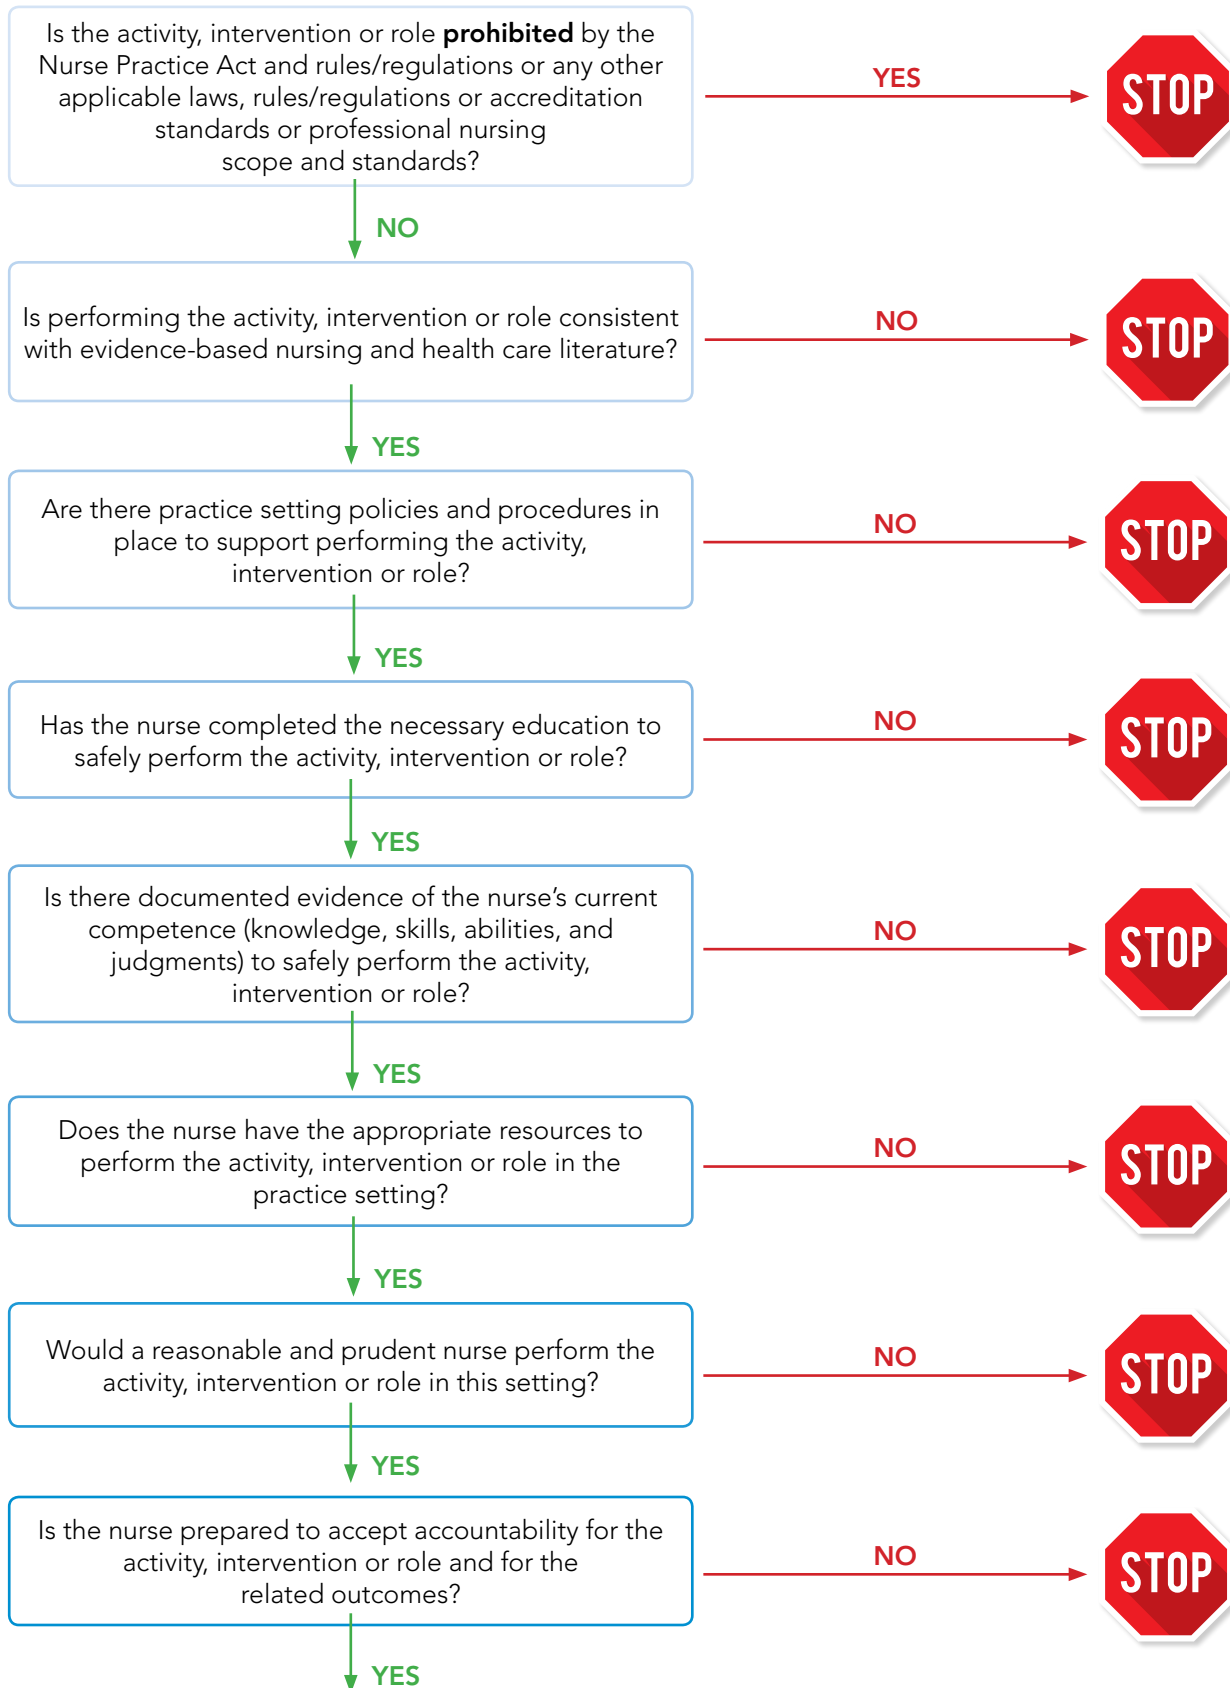 Is the activity, intervention or role prohibited by the
Nurse Practice Act and rules/regulations or any other
applicable laws, rules/regulations or accreditation
standards or professional nursing
scope and standards?
YES
STOP
NO
Is performing the activity, intervention or role consistent
with evidence-based nursing and health care literature?
NO
STOP
YES
Are there practice setting policies and procedures in
place to support performing the activity,
intervention or role?
NO
STOP
YES
Has the nurse completed the necessary education to
safely perform the activity, intervention or role?
NO
STOP
YES
Is there documented evidence of the nurse’s current
competence (knowledge, skills, abilities, and
judgments) to safely perform the activity,
intervention or role?
NO
STOP
YES
Does the nurse have the appropriate resources to
perform the activity, intervention or role in the
practice setting?
NO
STOP
YES
Would a reasonable and prudent nurse perform the
activity, intervention or role in this setting?
NO
STOP
YES
Is the nurse prepared to accept accountability for the
activity, intervention or role and for the
related outcomes?
NO
STOP
YES